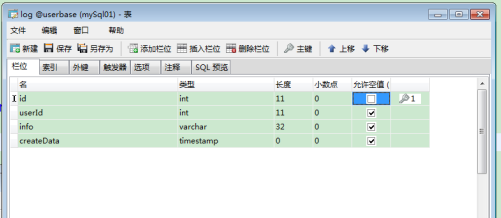 log @userbase (mySql01) - 表
文件 编辑 窗口 帮助
新建 保存 另存为 添加栏位 插入栏位 删除栏位 主键 上移 下移
栏位 索引 外键 触发器 选项 注释 SQL 预览
名 类型 长度 小数点 允许空值 (
id int 11 0 1
userId int 11 0
info varchar 32 0
createData timestamp 0 0